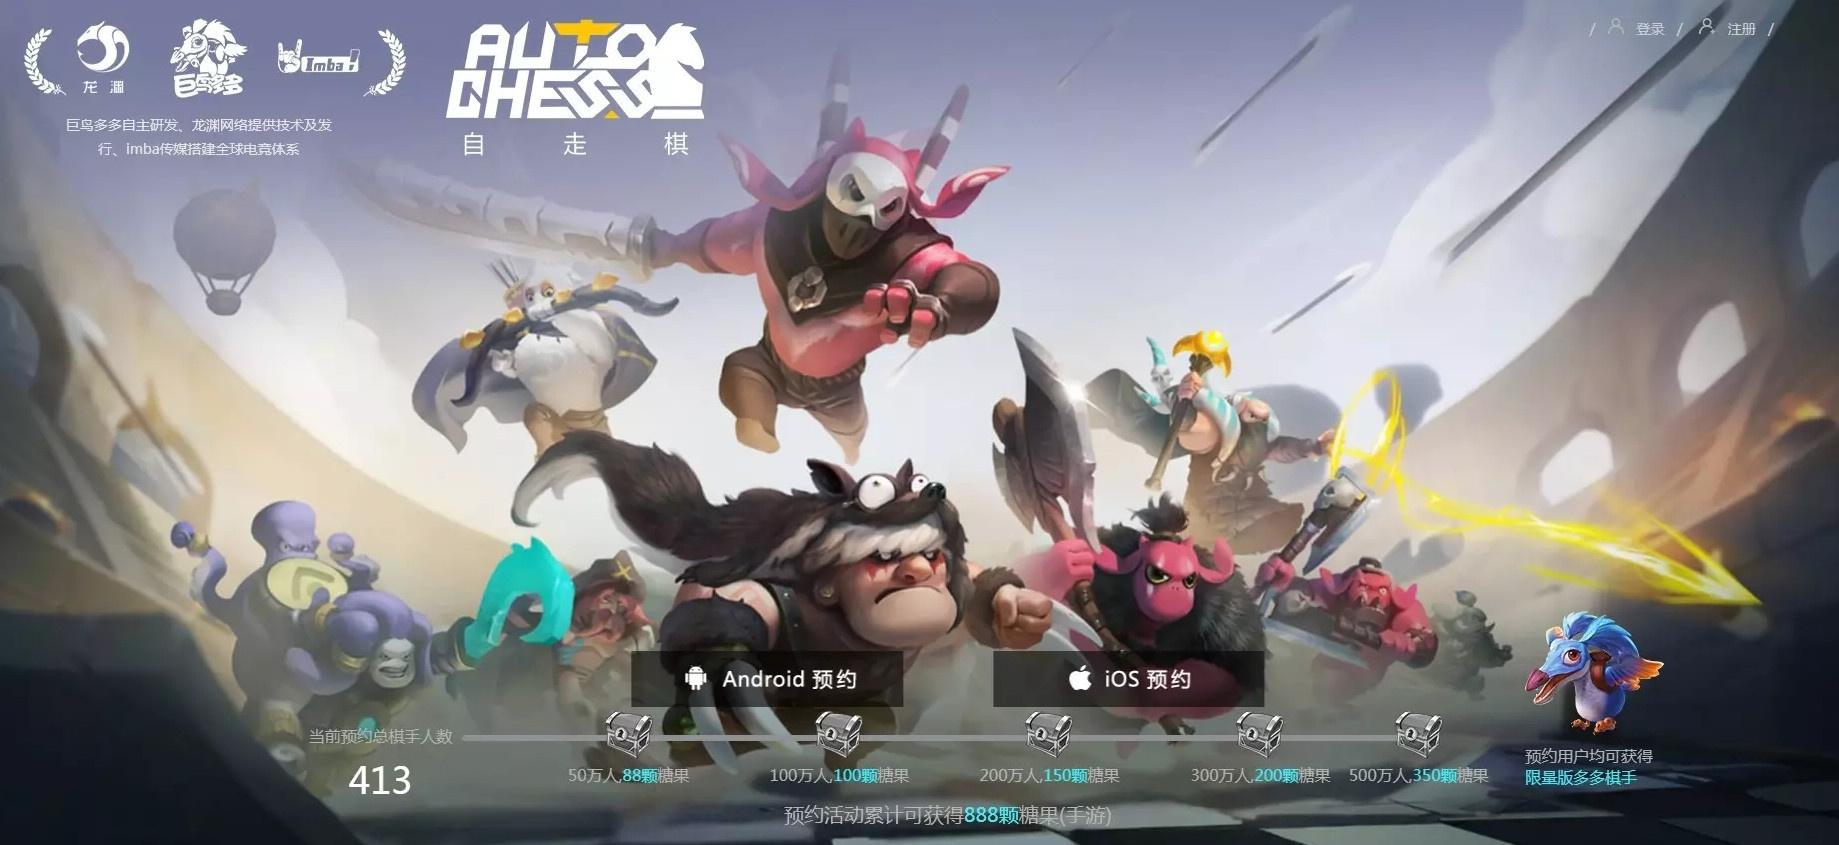 / 登录 / 注册 /
龙渊
巨鸟多多
Imba!
AUTO
CHESS
自走棋
巨鸟多多自主研发、龙渊网络提供技术及发
行、imba传媒搭建全球电竞体系
Android 预约
iOS 预约
当前预约总棋手人数
413
50万人,88颗糖果
100万人,100颗糖果
200万人,150颗糖果
300万人,200颗糖果
500万人,350颗糖果
预约用户均可获得
限量版多多棋手
预约活动累计可获得888颗糖果(手游)